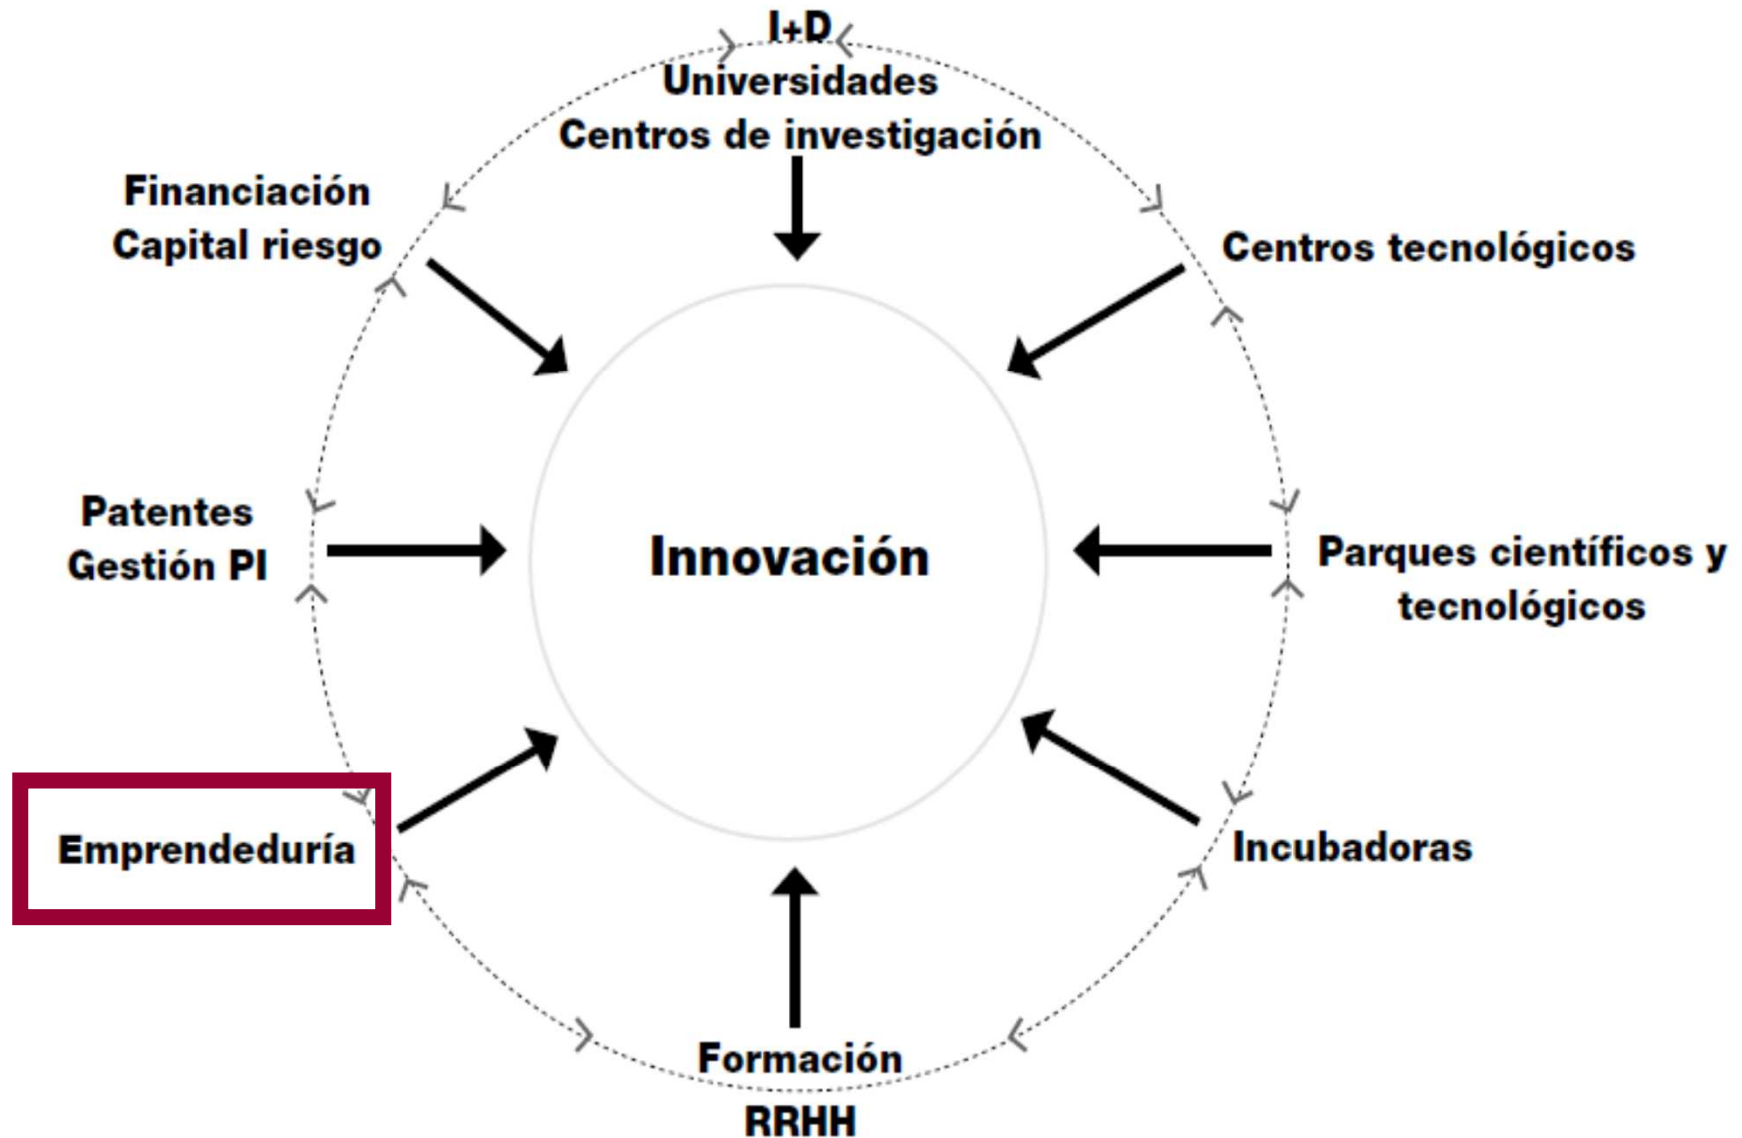 I+D
Universidades
Centros de investigación
Financiación
Capital riesgo
Centros tecnológicos
Patentes
Gestión PI
Innovación
Parques científicos y
tecnológicos
Emprendeduría
Incubadoras
Formación
RRHH